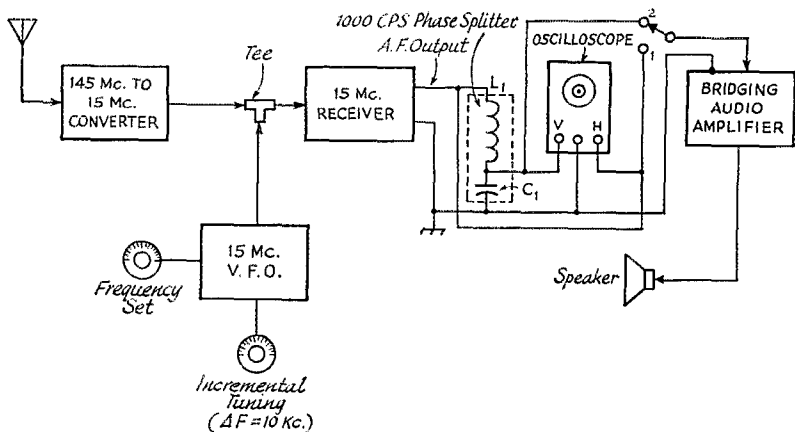 1000 CPS Phase Splitter
A.F. Output
Tee
145 Mc. TO
15 Mc.
CONVERTER
15 Mc.
RECEIVER
L1
C1
OSCILLOSCOPE
V
H
2
1
BRIDGING
AUDIO
AMPLIFIER
15 Mc.
V.F.O.
Frequency
Set
Speaker
Incremental
Tuning
(ΔF=10 Kc.)